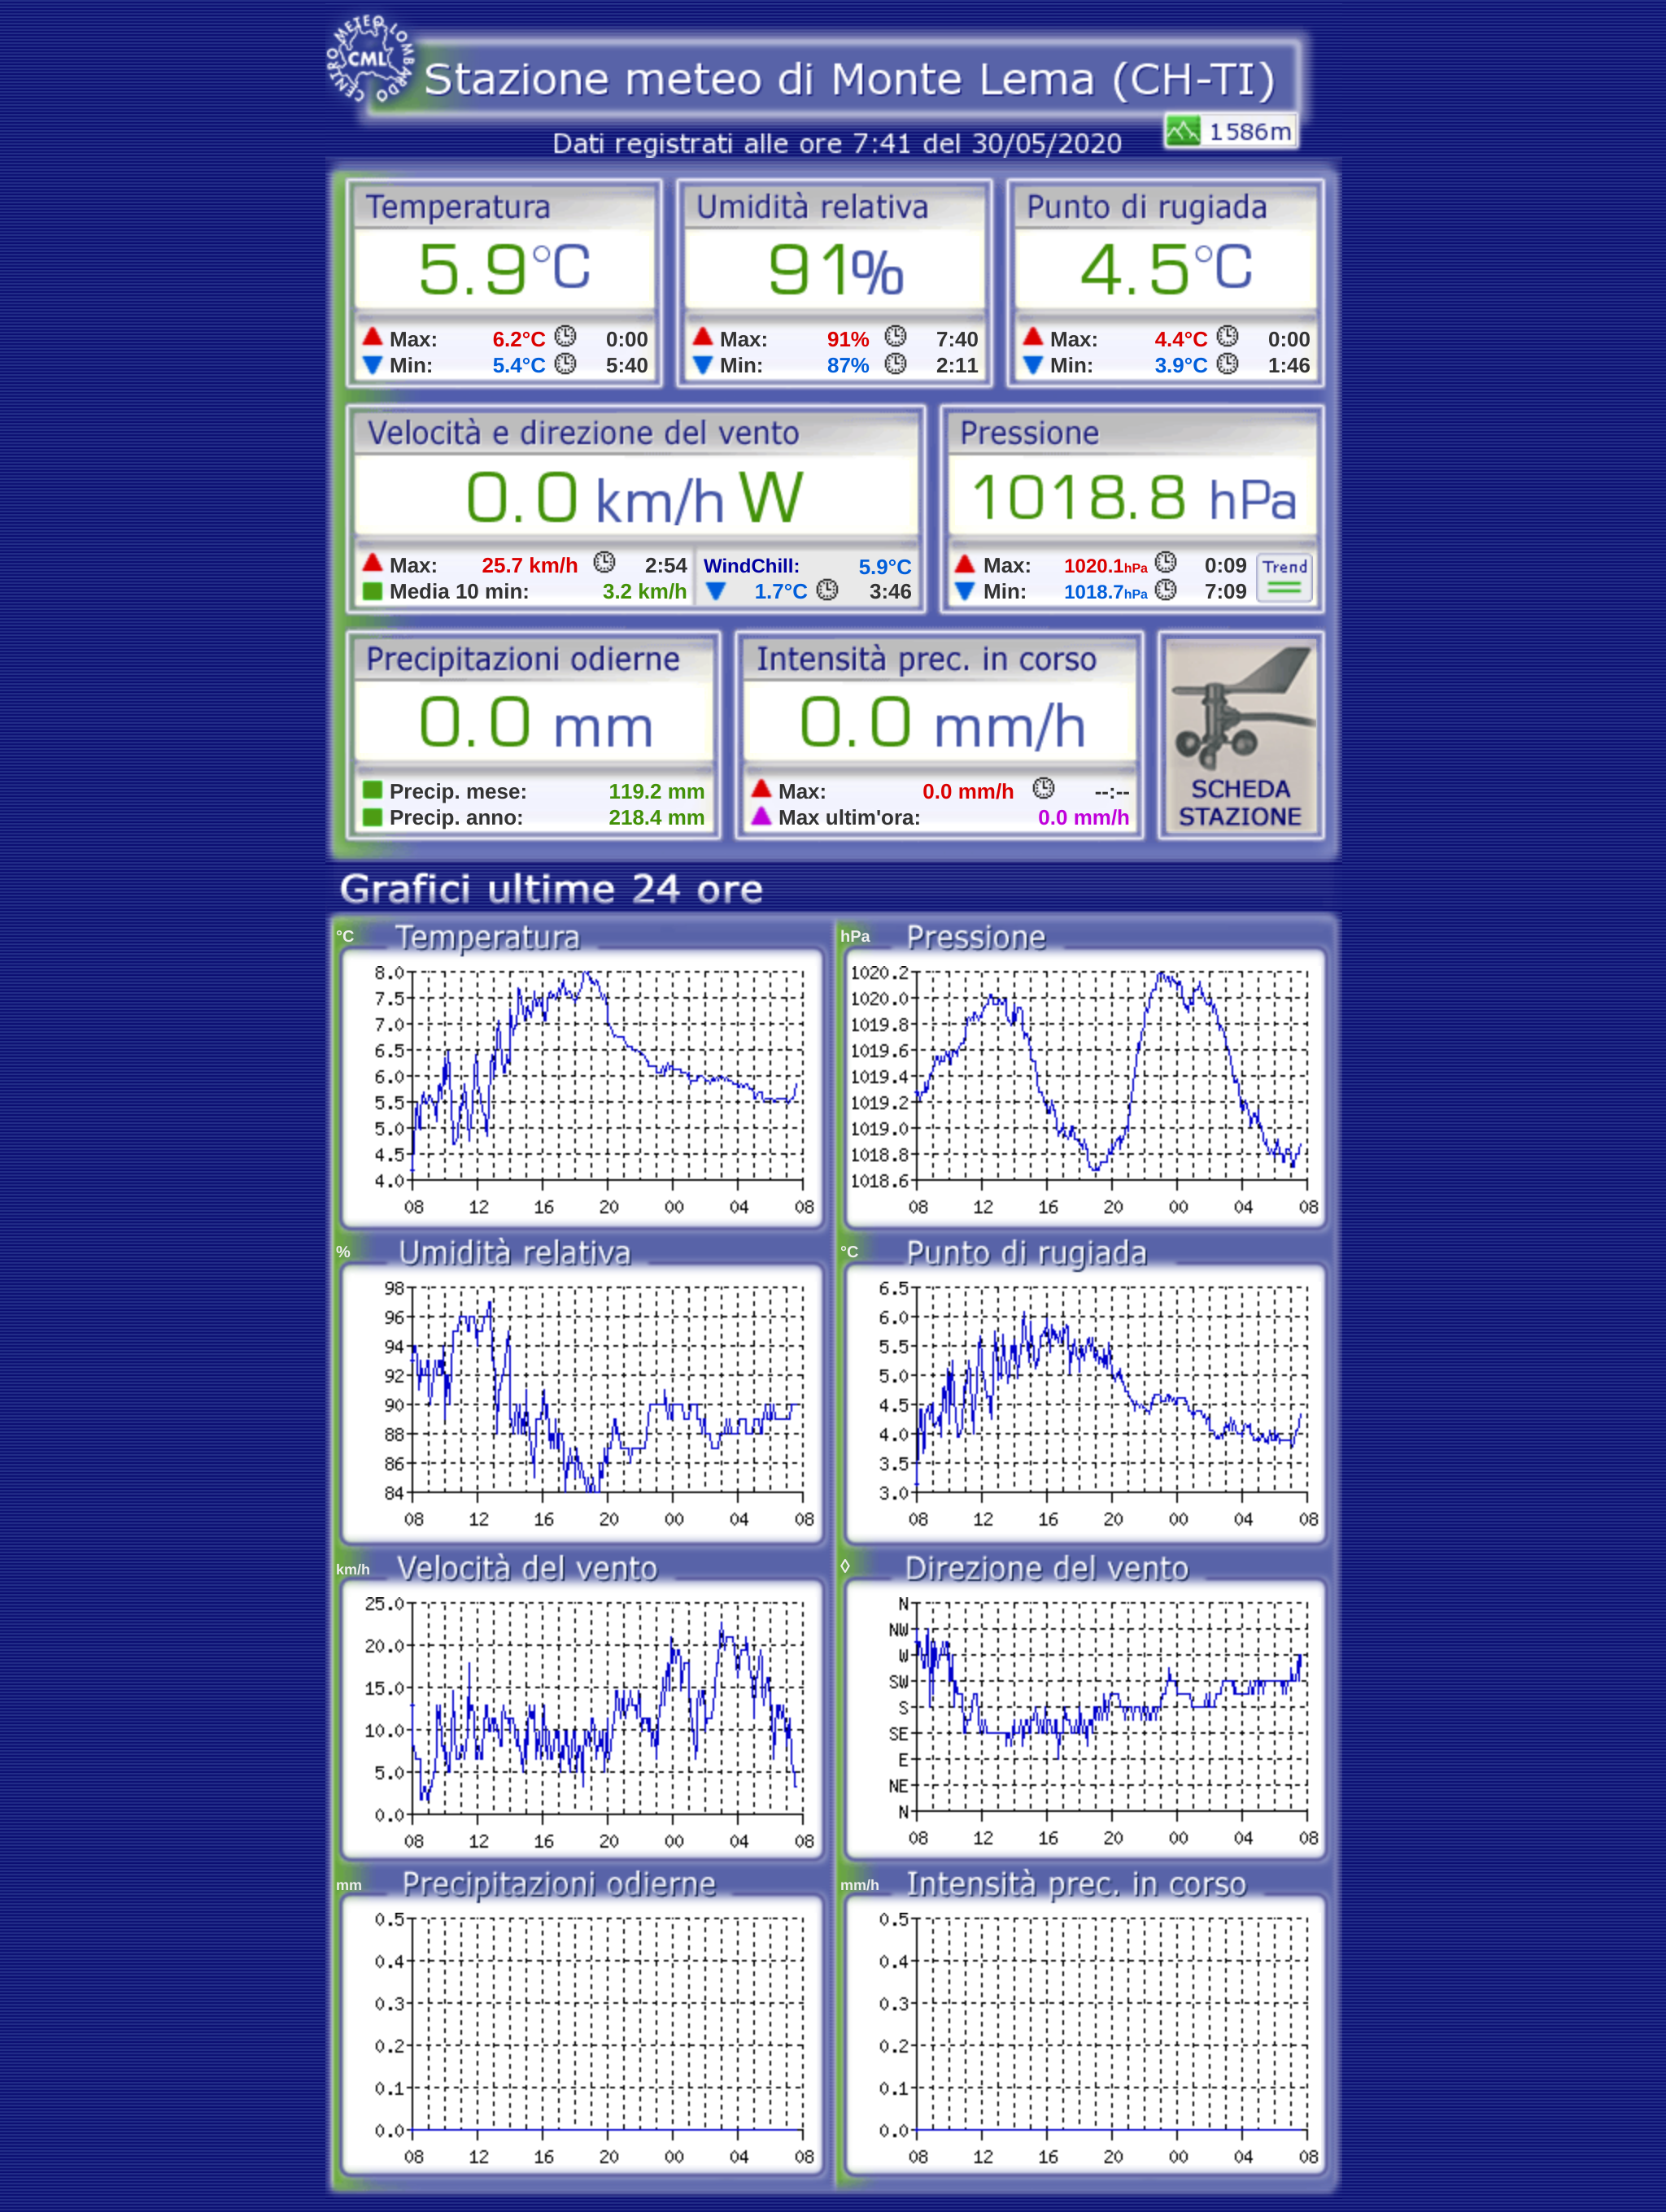 CENTRO METEO LOMBARDO
CML
Stazione meteo di Monte Lema (CH-TI)
Dati registrati alle ore 7:41 del 30/05/2020
1586m
Temperatura
5.9°C
Max: 6.2°C 0:00
Min: 5.4°C 5:40
Umidità relativa
91%
Max: 91% 7:40
Min: 87% 2:11
Punto di rugiada
4.5°C
Max: 4.4°C 0:00
Min: 3.9°C 1:46
Velocità e direzione del vento
0.0 km/h W
Max: 25.7 km/h 2:54
Media 10 min: 3.2 km/h
WindChill: 5.9°C
1.7°C 3:46
Pressione
1018.8 hPa
Max: 1020.1hPa 0:09
Min: 1018.7hPa 7:09
Trend
Precipitazioni odierne
0.0 mm
Precip. mese: 119.2 mm
Precip. anno: 218.4 mm
Intensità prec. in corso
0.0 mm/h
Max: 0.0 mm/h --:--
Max ultim'ora: 0.0 mm/h
SCHEDA
STAZIONE
Grafici ultime 24 ore
°C Temperatura
8.0
7.5
7.0
6.5
6.0
5.5
5.0
4.5
4.0
08 12 16 20 00 04 08
hPa Pressione
1020.2
1020.0
1019.8
1019.6
1019.4
1019.2
1019.0
1018.8
1018.6
08 12 16 20 00 04 08
% Umidità relativa
98
96
94
92
90
88
86
84
08 12 16 20 00 04 08
°C Punto di rugiada
6.5
6.0
5.5
5.0
4.5
4.0
3.5
3.0
08 12 16 20 00 04 08
km/h Velocità del vento
25.0
20.0
15.0
10.0
5.0
0.0
08 12 16 20 00 04 08
◊ Direzione del vento
N
NW
W
SW
S
SE
E
NE
N
08 12 16 20 00 04 08
mm Precipitazioni odierne
0.5
0.4
0.3
0.2
0.1
0.0
08 12 16 20 00 04 08
mm/h Intensità prec. in corso
0.5
0.4
0.3
0.2
0.1
0.0
08 12 16 20 00 04 08